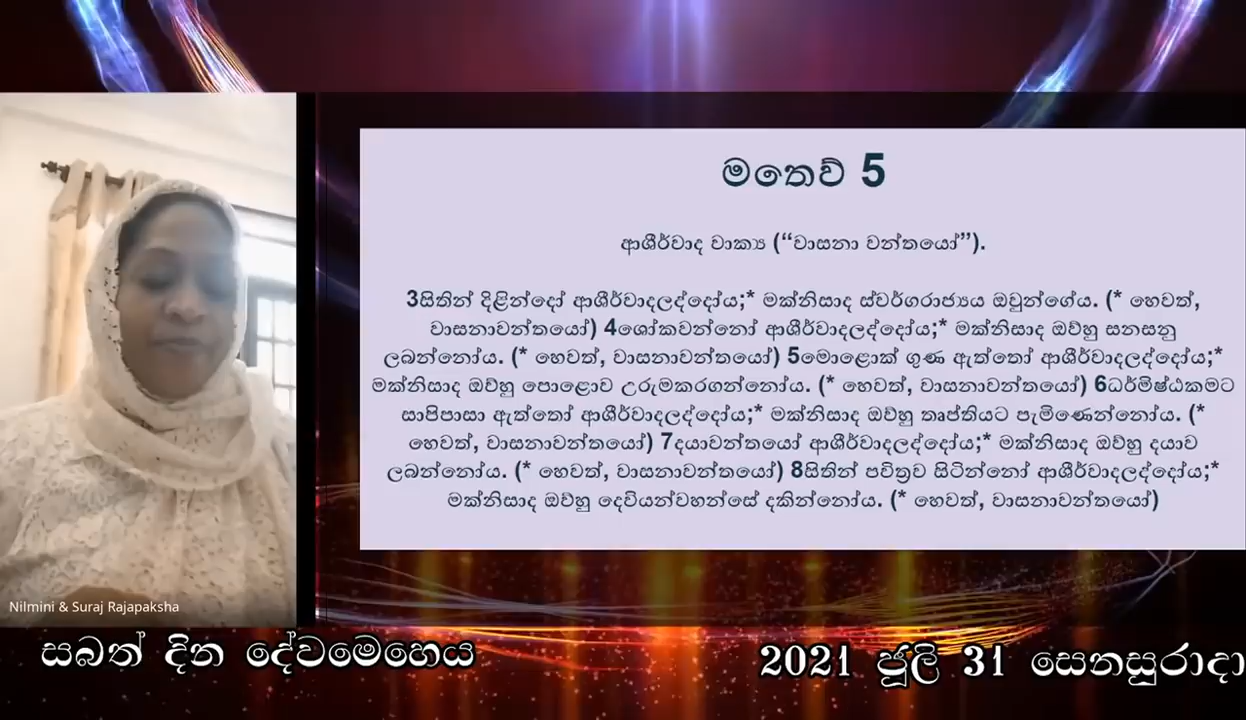 මතෙව් 5
ආශීර්වාද වාක්‍ය (“වාසනා වන්තයෝ”).
3සිතින් දිළින්දෝ ආශීර්වාදලද්දෝය;* මක්නිසාද ස්වර්ගරාජ්‍යය ඔවුන්ගේය. (* හෙවත්,
වාසනාවන්තයෝ) 4ශෝකවන්නෝ ආශීර්වාදලද්දෝය;* මක්නිසාද ඔව්හු සනසනු
ලබන්නෝය. (* හෙවත්, වාසනාවන්තයෝ) 5මොළොක් ගුණ ඇත්තෝ ආශීර්වාදලද්දෝය;*
මක්නිසාද ඔව්හු පොළොව උරුමකරගන්නෝය. (* හෙවත්, වාසනාවන්තයෝ) 6ධර්මිෂ්ඨකමට
සාපිපාසා ඇත්තෝ ආශීර්වාදලද්දෝය;* මක්නිසාද ඔව්හු තෘප්තියට පැමිණෙන්නෝය. (*
හෙවත්, වාසනාවන්තයෝ) 7දයාවන්තයෝ ආශීර්වාදලද්දෝය;* මක්නිසාද ඔව්හු දයාව
ලබන්නෝය. (* හෙවත්, වාසනාවන්තයෝ) 8සිතින් පවිත්‍රව සිටින්නෝ ආශීර්වාදලද්දෝය;*
මක්නිසාද ඔව්හු දෙවියන්වහන්සේ දකින්නෝය. (* හෙවත්, වාසනාවන්තයෝ)
Nilmini & Suraj Rajapaksha
සබත් දින දේවමෙහෙය
2021 ජූලි 31 සෙනසුරාදා